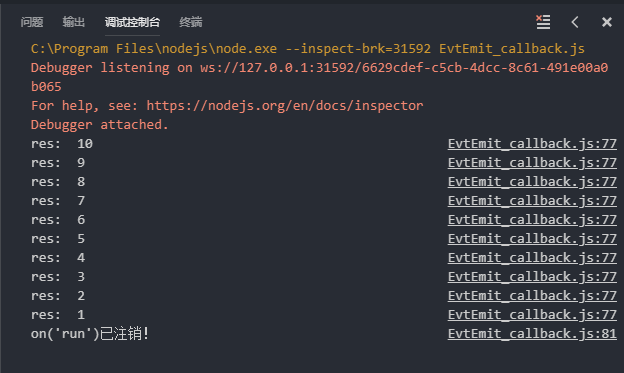 问题 输出 调试控制台 终端
C:\Program Files\nodejs\node.exe --inspect-brk=31592 EvtEmit_callback.js
Debugger listening on ws://127.0.0.1:31592/6629cdef-c5cb-4dcc-8c61-491e00a0
b065
For help, see: https://nodejs.org/en/docs/inspector
Debugger attached.
res:  10 EvtEmit_callback.js:77
res:  9 EvtEmit_callback.js:77
res:  8 EvtEmit_callback.js:77
res:  7 EvtEmit_callback.js:77
res:  6 EvtEmit_callback.js:77
res:  5 EvtEmit_callback.js:77
res:  4 EvtEmit_callback.js:77
res:  3 EvtEmit_callback.js:77
res:  2 EvtEmit_callback.js:77
res:  1 EvtEmit_callback.js:77
on('run')已注销! EvtEmit_callback.js:81